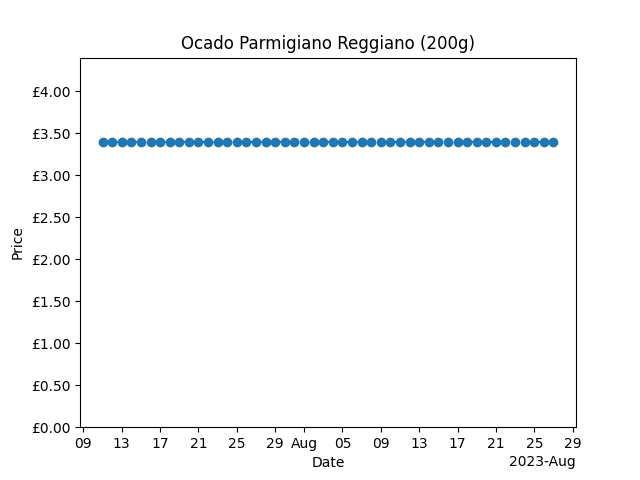 Ocado Parmigiano Reggiano (200g)
£4.00
£3.50
£3.00
£2.50
£2.00
£1.50
£1.00
£0.50
£0.00
Price
09 13 17 21 25 29 Aug 05 09 13 17 21 25 29
Date
2023-Aug